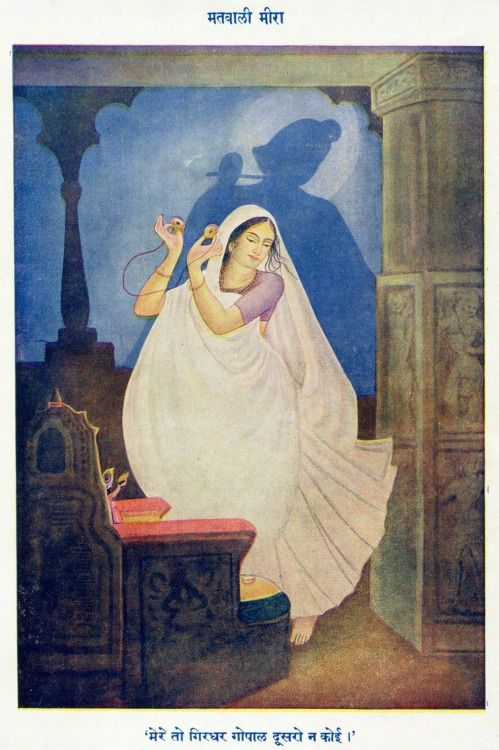 मतवाली मीरा
'मेरे तो गिरधर गोपाल दूसरो न कोई ।'